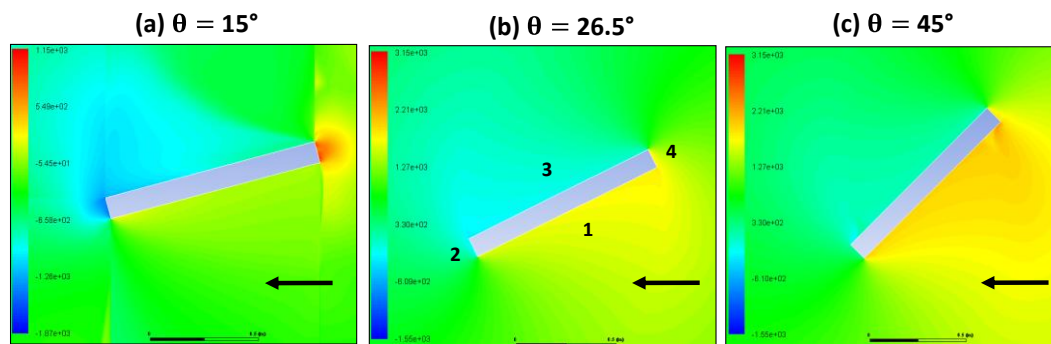 (a) θ = 15°
(b) θ = 26.5°
(c) θ = 45°
1.15e+03
5.49e+02
-5.45e+01
-6.58e+02
-1.26e+03
-1.87e+03
3.15e+03
2.21e+03
1.27e+03
3.30e+02
-6.09e+02
-1.55e+03
3
4
1
2
3.15e+03
2.21e+03
1.37e+03
3.30e+02
-6.10e+02
-1.55e+03